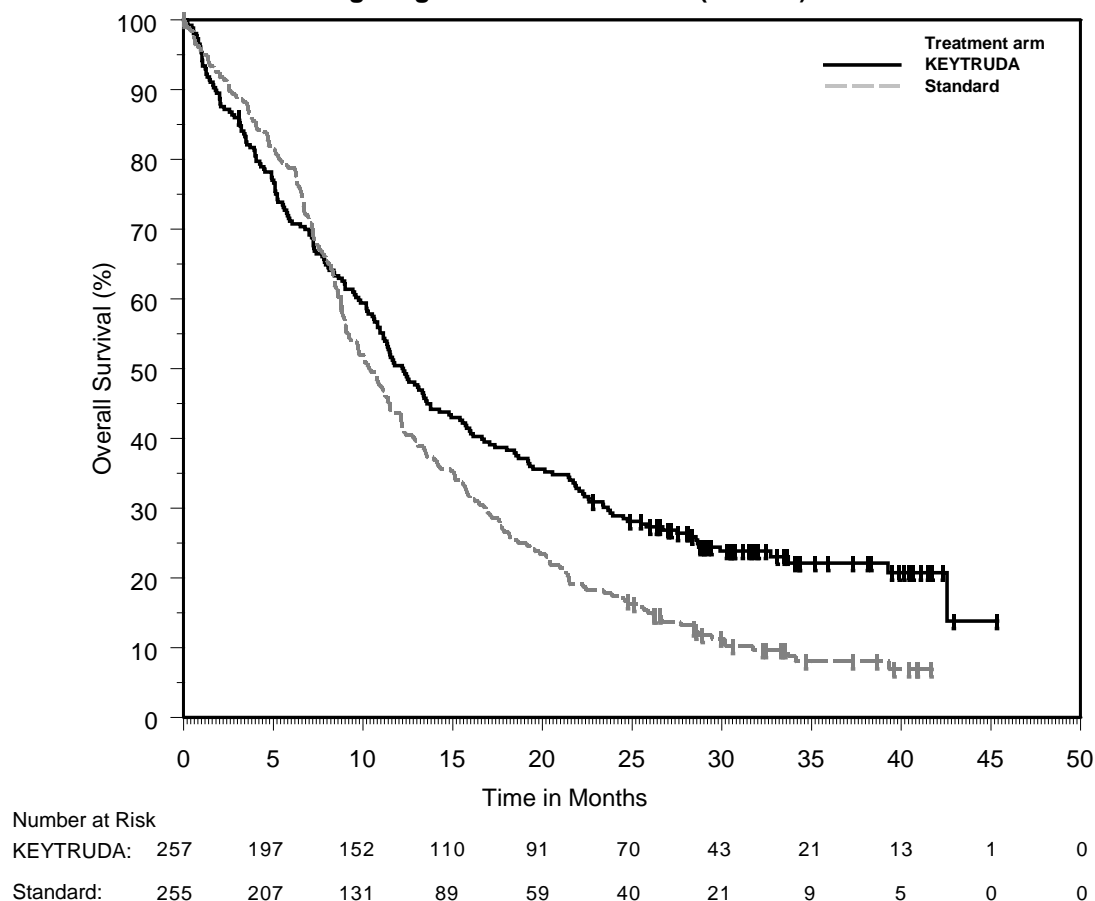 100
Treatment arm
KEYTRUDA
Standard
90
80
70
60
50
40
30
20
10
0
Overall Survival (%)
0 5 10 15 20 25 30 35 40 45 50
Time in Months
Number at Risk
KEYTRUDA: 257 197 152 110 91 70 43 21 13 1 0
Standard: 255 207 131 89 59 40 21 9 5 0 0